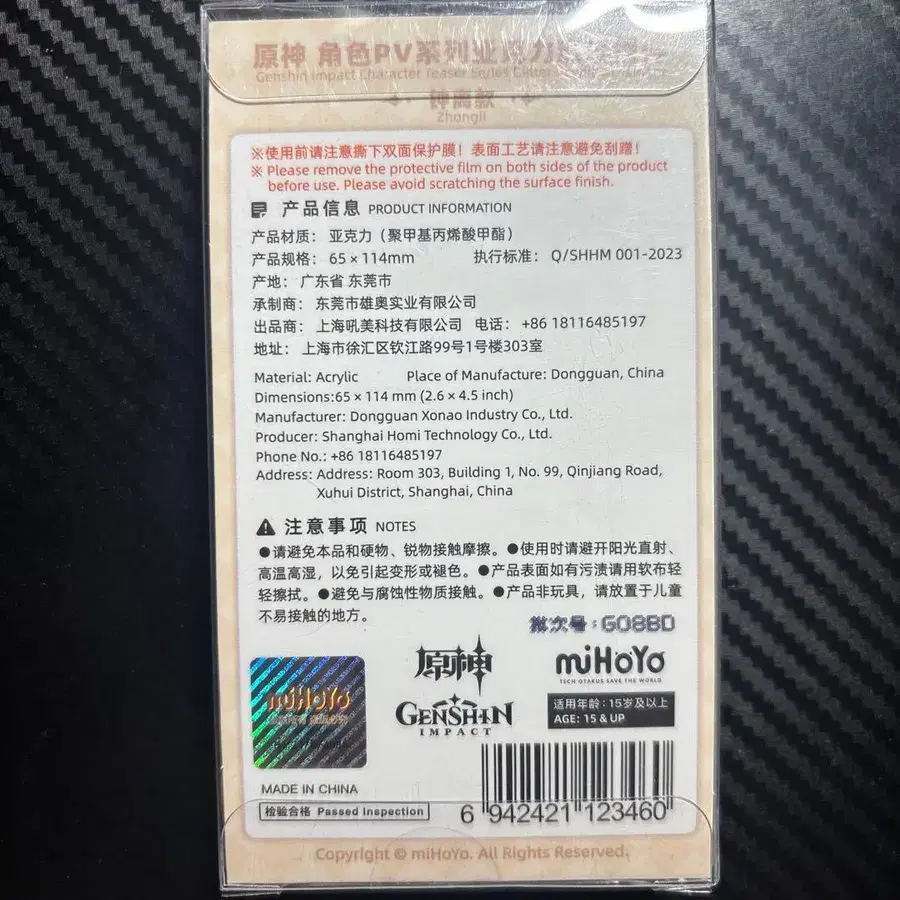 原神 角色PV系列亚克力
Genshin Impact Character Teaser Series Glitter
钟离款
Zhongli
※使用前请注意撕下双面保护膜！表面工艺请注意避免刮蹭！
※ Please remove the protective film on both sides of the product
before use. Please avoid scratching the surface finish.
产品信息 PRODUCT INFORMATION
产品材质： 亚克力（聚甲基丙烯酸甲酯）
产品规格： 65×114mm 执行标准： Q/SHHM 001-2023
产地： 广东省 东莞市
承制商： 东莞市雄奥实业有限公司
出品商： 上海吼美科技有限公司 电话： +86 18116485197
地址： 上海市徐汇区钦江路99号1号楼303室
Material: Acrylic Place of Manufacture: Dongguan, China
Dimensions:65×114 mm (2.6×4.5 inch)
Manufacturer: Dongguan Xonao Industry Co., Ltd.
Producer: Shanghai Homi Technology Co., Ltd.
Phone No.: +86 18116485197
Address: Address: Room 303, Building 1, No. 99, Qinjiang Road,
Xuhui District, Shanghai, China
注意事项 NOTES
●请避免本品和硬物、锐物接触摩擦。●使用时请避开阳光直射、
高温高湿，以免引起变形或褪色。●产品表面如有污渍请用软布轻
轻擦拭。●避免与腐蚀性物质接触。●产品非玩具，请放置于儿童
不易接触的地方。
批次号：G08BD
miHoYo
原神
GENSHIN
IMPACT
miHoYo
TECH OTAKUS SAVE THE WORLD
适用年龄：15岁及以上
AGE: 15 & UP
MADE IN CHINA
检验合格 Passed Inspection
6 942421 123460
Copyright © miHoYo. All Rights Reserved.